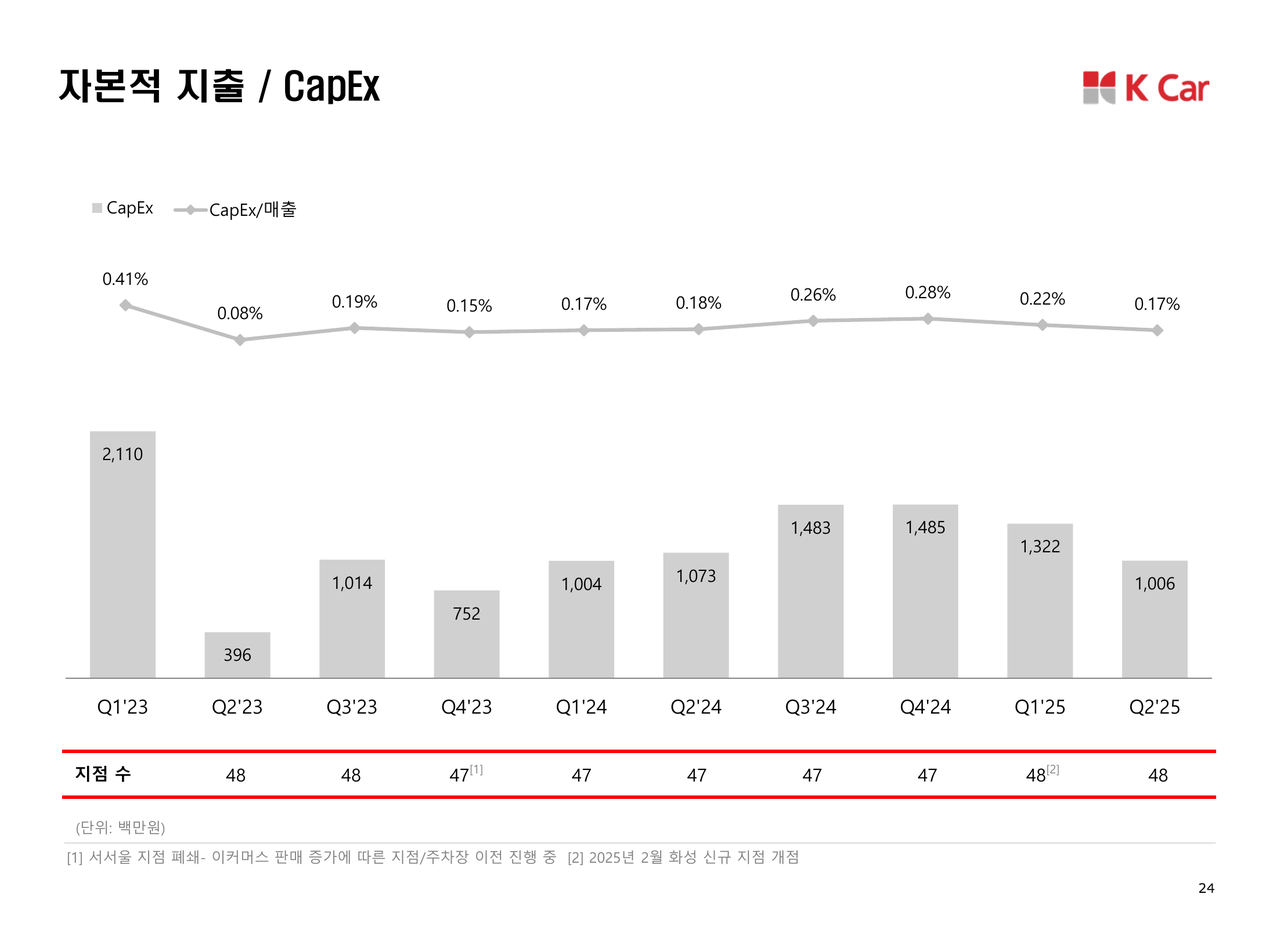 자본적 지출 / CapEx
K Car
CapEx CapEx/매출
0.41% 0.08% 0.19% 0.15% 0.17% 0.18% 0.26% 0.28% 0.22% 0.17%
2,110 396 1,014 752 1,004 1,073 1,483 1,485 1,322 1,006
Q1'23 Q2'23 Q3'23 Q4'23 Q1'24 Q2'24 Q3'24 Q4'24 Q1'25 Q2'25
지점 수 48 48 47[1] 47 47 47 47 48[2] 48
(단위: 백만원)
[1] 서서울 지점 폐쇄- 이커머스 판매 증가에 따른 지점/주차장 이전 진행 중 [2] 2025년 2월 화성 신규 지점 개점
24